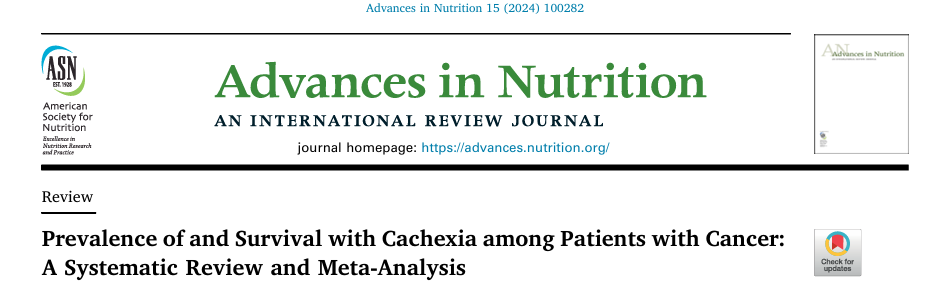 Advances in Nutrition 15 (2024) 100282
ASN
EST. 1928
American
Society for
Nutrition
Excellence in
Nutrition Research
and Practice
Advances in Nutrition
AN INTERNATIONAL REVIEW JOURNAL
journal homepage: https://advances.nutrition.org/
AN
Advances in Nutrition
Review
Prevalence of and Survival with Cachexia among Patients with Cancer:
A Systematic Review and Meta-Analysis
Check for
updates